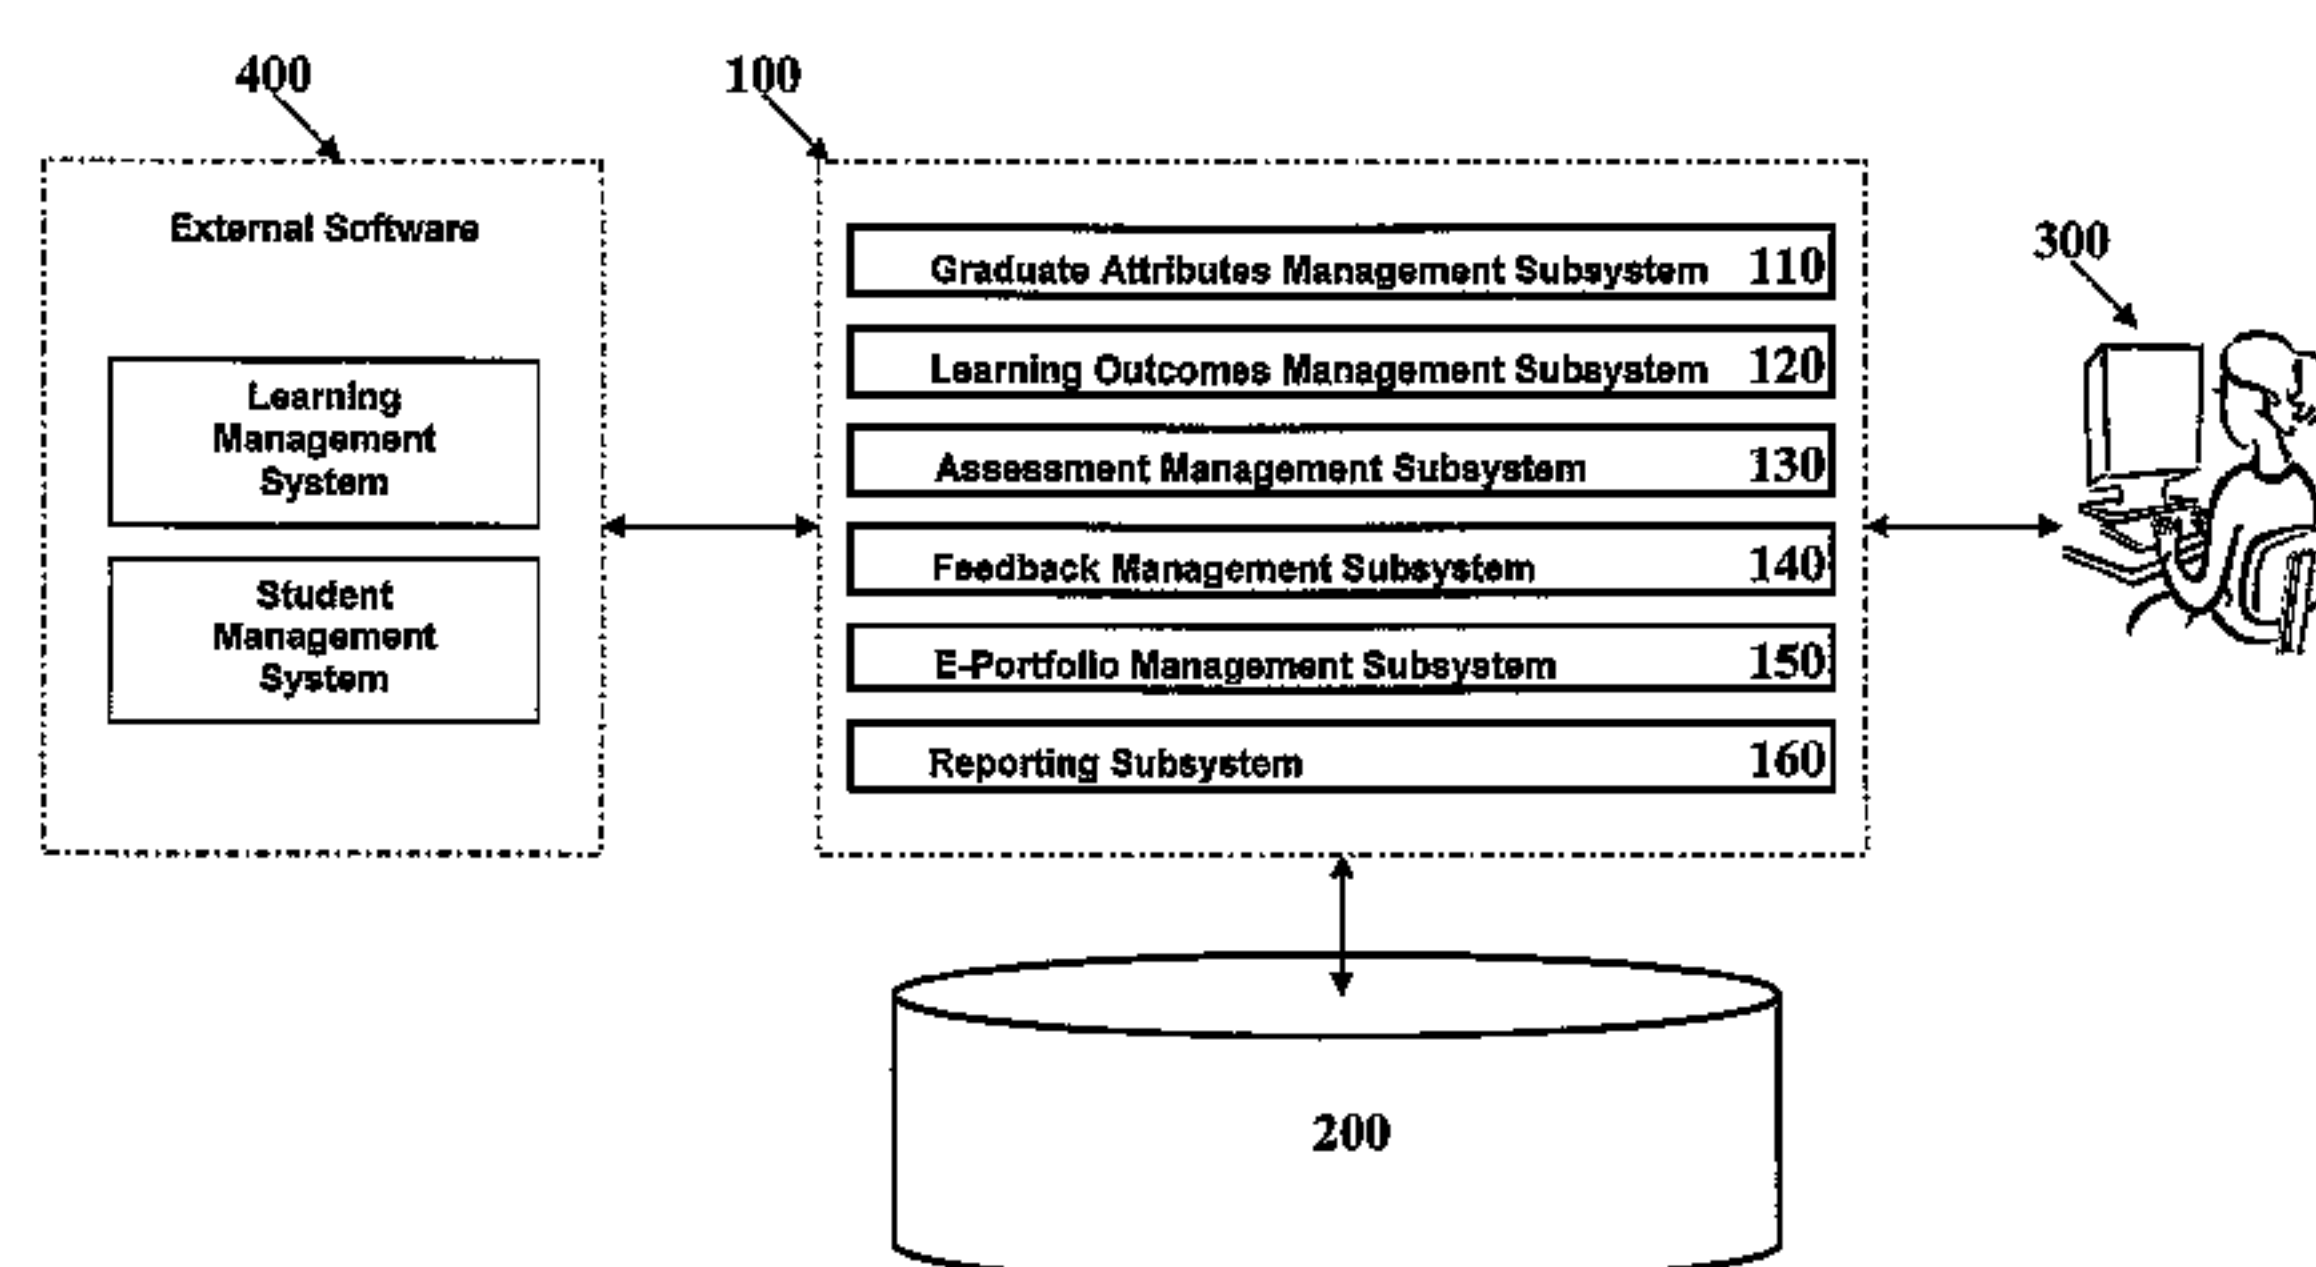 400
100
300
External Software
Learning
Management
System
Student
Management
System
Graduate Attributes Management Subsystem 110
Learning Outcomes Management Subsystem 120
Assessment Management Subsystem 130
Feedback Management Subsystem 140
E-Portfolio Management Subsystem 150
Reporting Subsystem 160
200